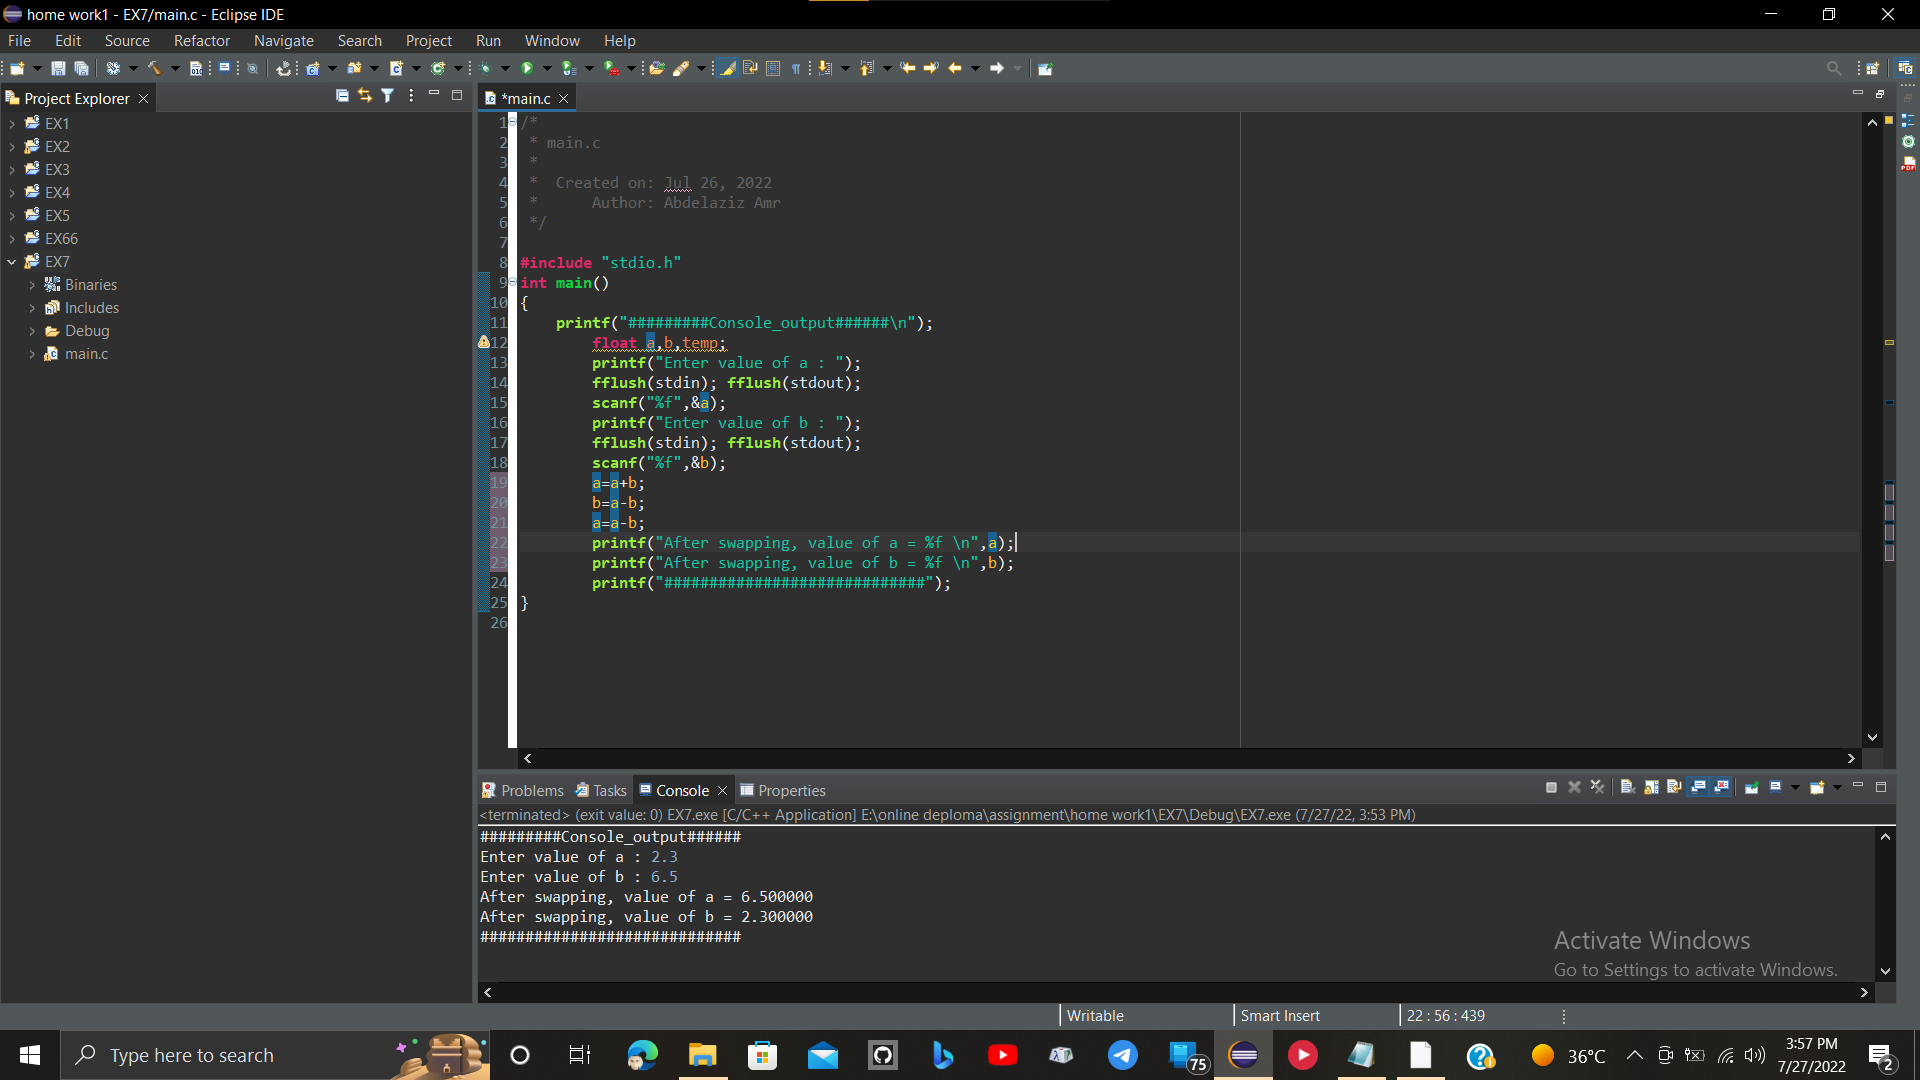 home work1 - EX7/main.c - Eclipse IDE
File Edit Source Refactor Navigate Search Project Run Window Help
Project Explorer
*main.c
EX1
EX2
EX3
EX4
EX5
EX66
EX7
Binaries
Includes
Debug
main.c
1 /*
2 * main.c
3 *
4 * Created on: Jul 26, 2022
5 * Author: Abdelaziz Amr
6 */
7
8 #include "stdio.h"
9 int main()
10 {
11 printf("#########Console_output######\n");
12 float a,b,temp;
13 printf("Enter value of a : ");
14 fflush(stdin); fflush(stdout);
15 scanf("%f",&a);
16 printf("Enter value of b : ");
17 fflush(stdin); fflush(stdout);
18 scanf("%f",&b);
19 a=a+b;
20 b=a-b;
21 a=a-b;
22 printf("After swapping, value of a = %f \n",a);
23 printf("After swapping, value of b = %f \n",b);
24 printf("#############################");
25 }
26
Problems Tasks Console Properties
<terminated> (exit value: 0) EX7.exe [C/C++ Application] E:\online deploma\assignment\home work1\EX7\Debug\EX7.exe (7/27/22, 3:53 PM)
#########Console_output######
Enter value of a : 2.3
Enter value of b : 6.5
After swapping, value of a = 6.500000
After swapping, value of b = 2.300000
#############################
Activate Windows
Go to Settings to activate Windows.
Writable Smart Insert 22 : 56 : 439
Type here to search
75
36°C
3:57 PM
7/27/2022
2